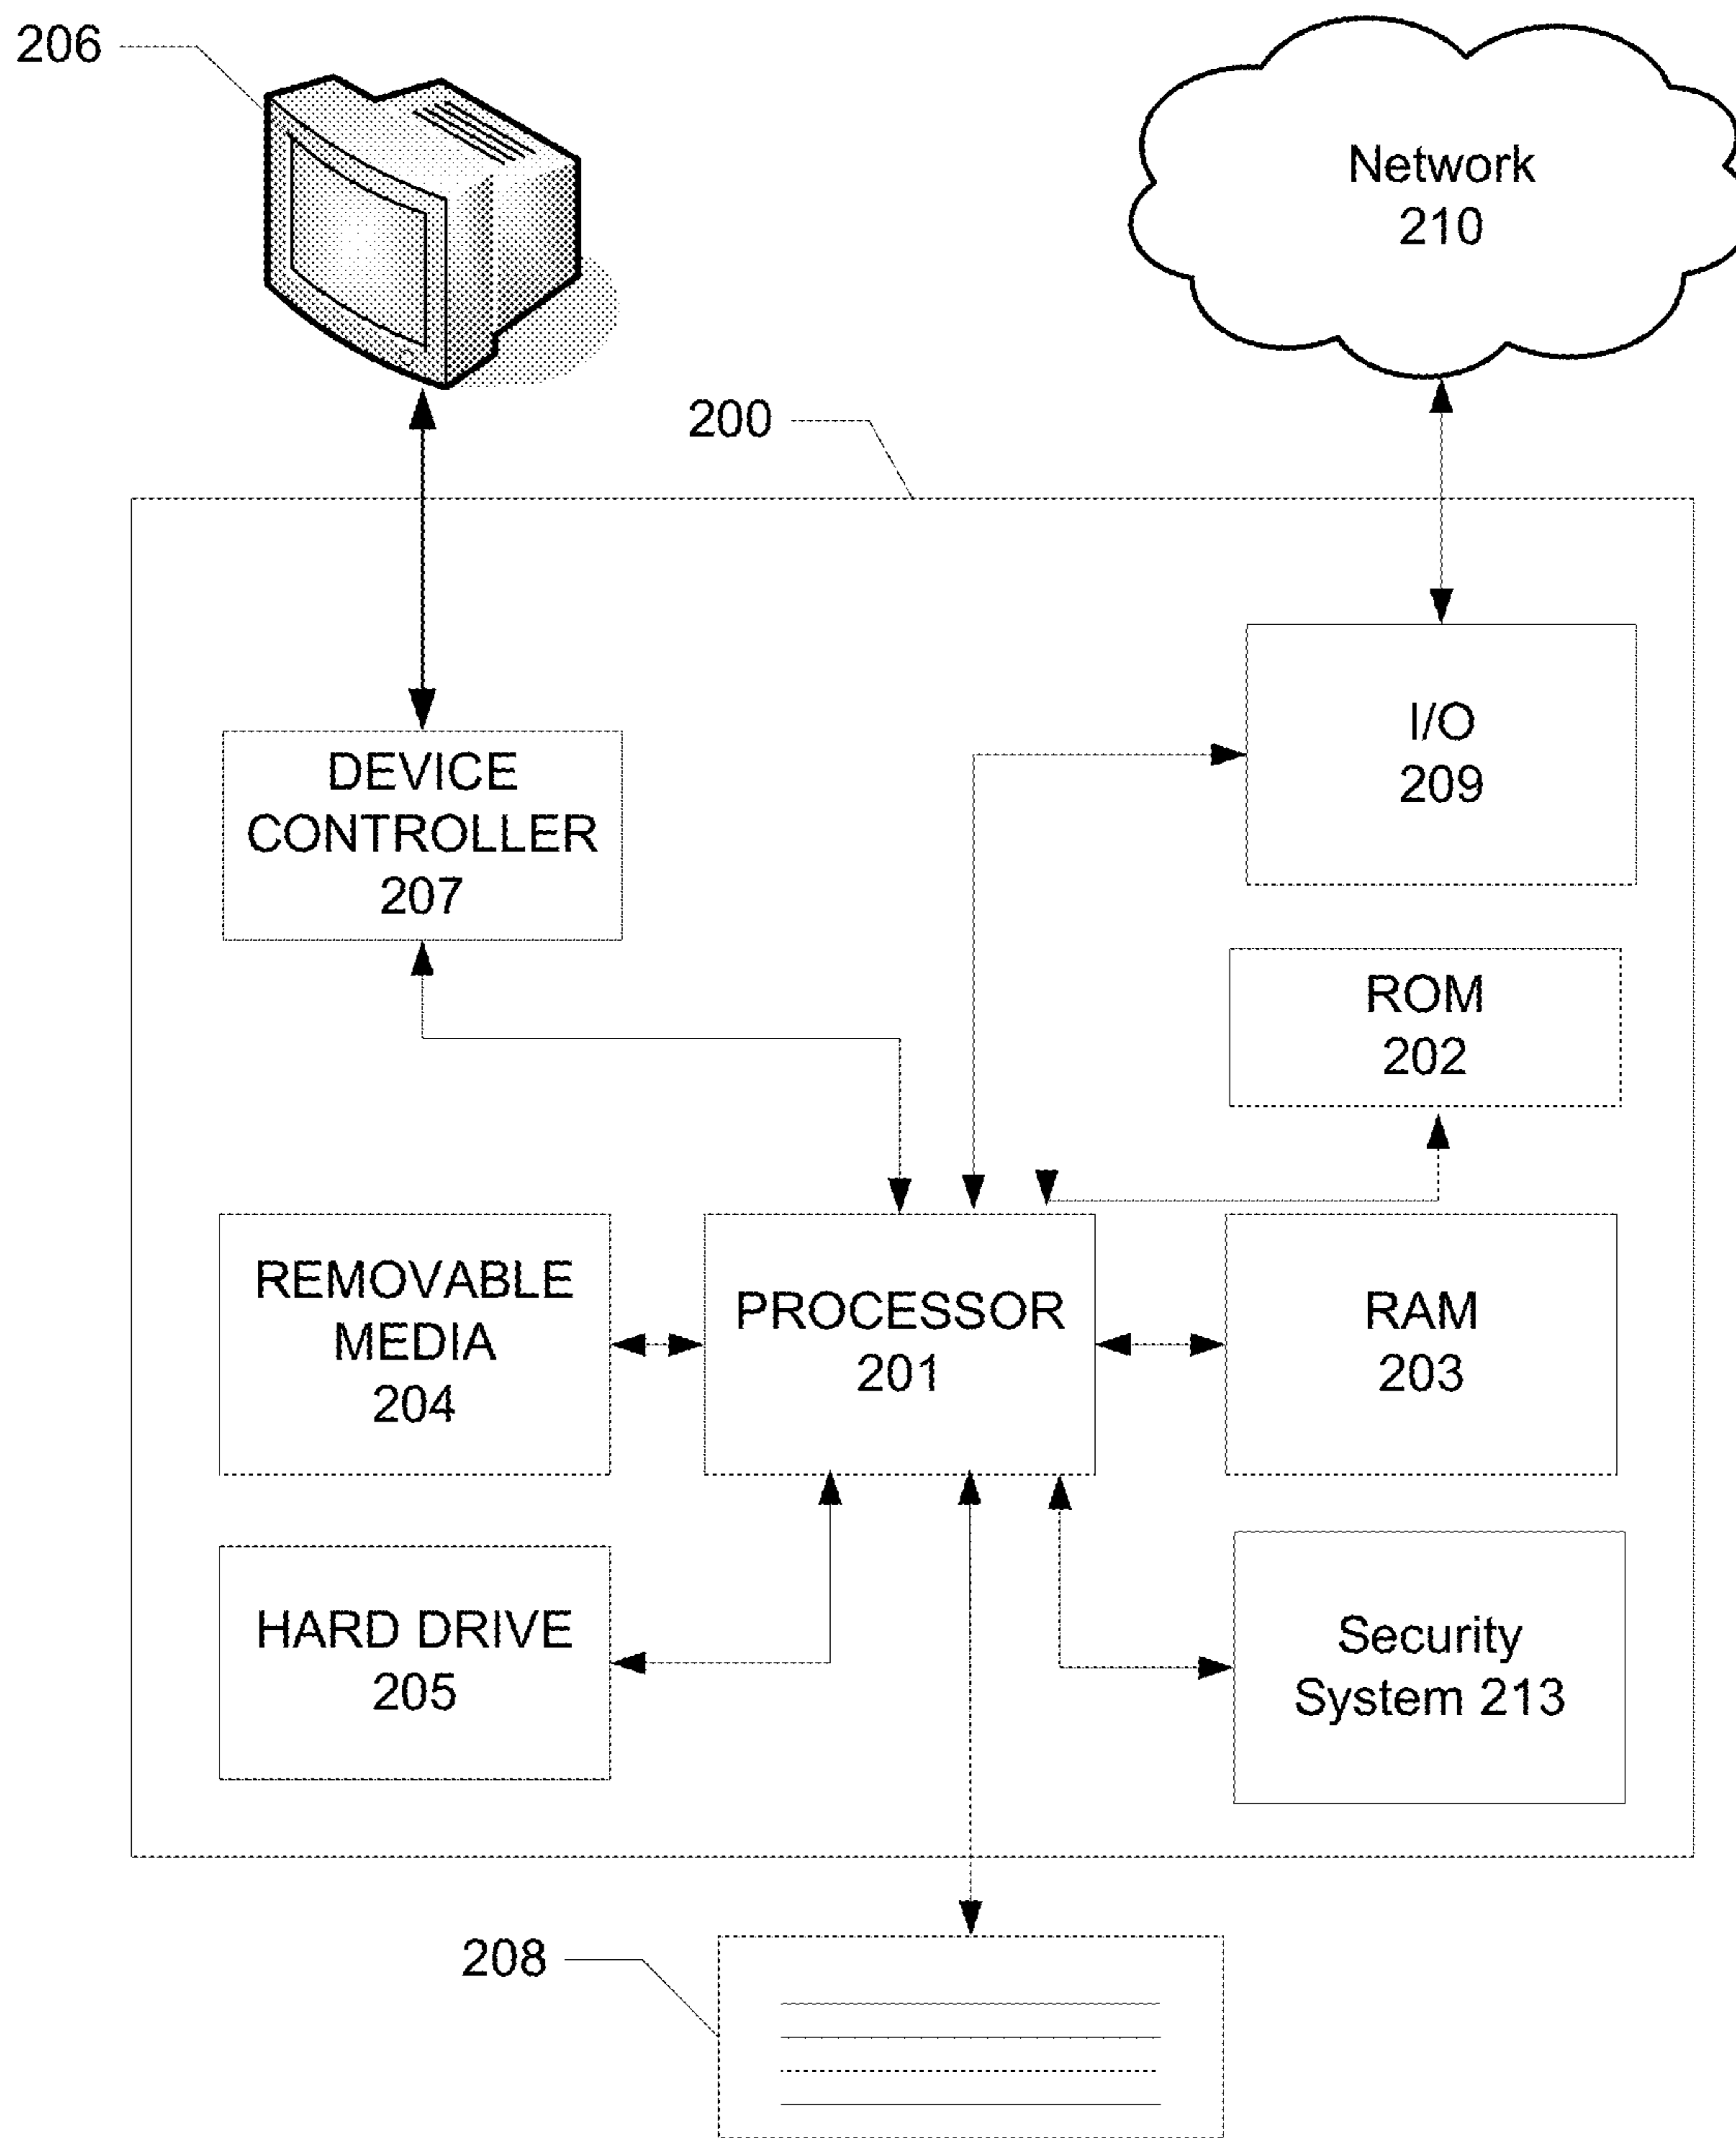 206
Network
210
200
I/O
209
DEVICE
CONTROLLER
207
ROM
202
REMOVABLE
MEDIA
204
PROCESSOR
201
RAM
203
HARD DRIVE
205
Security
System 213
208